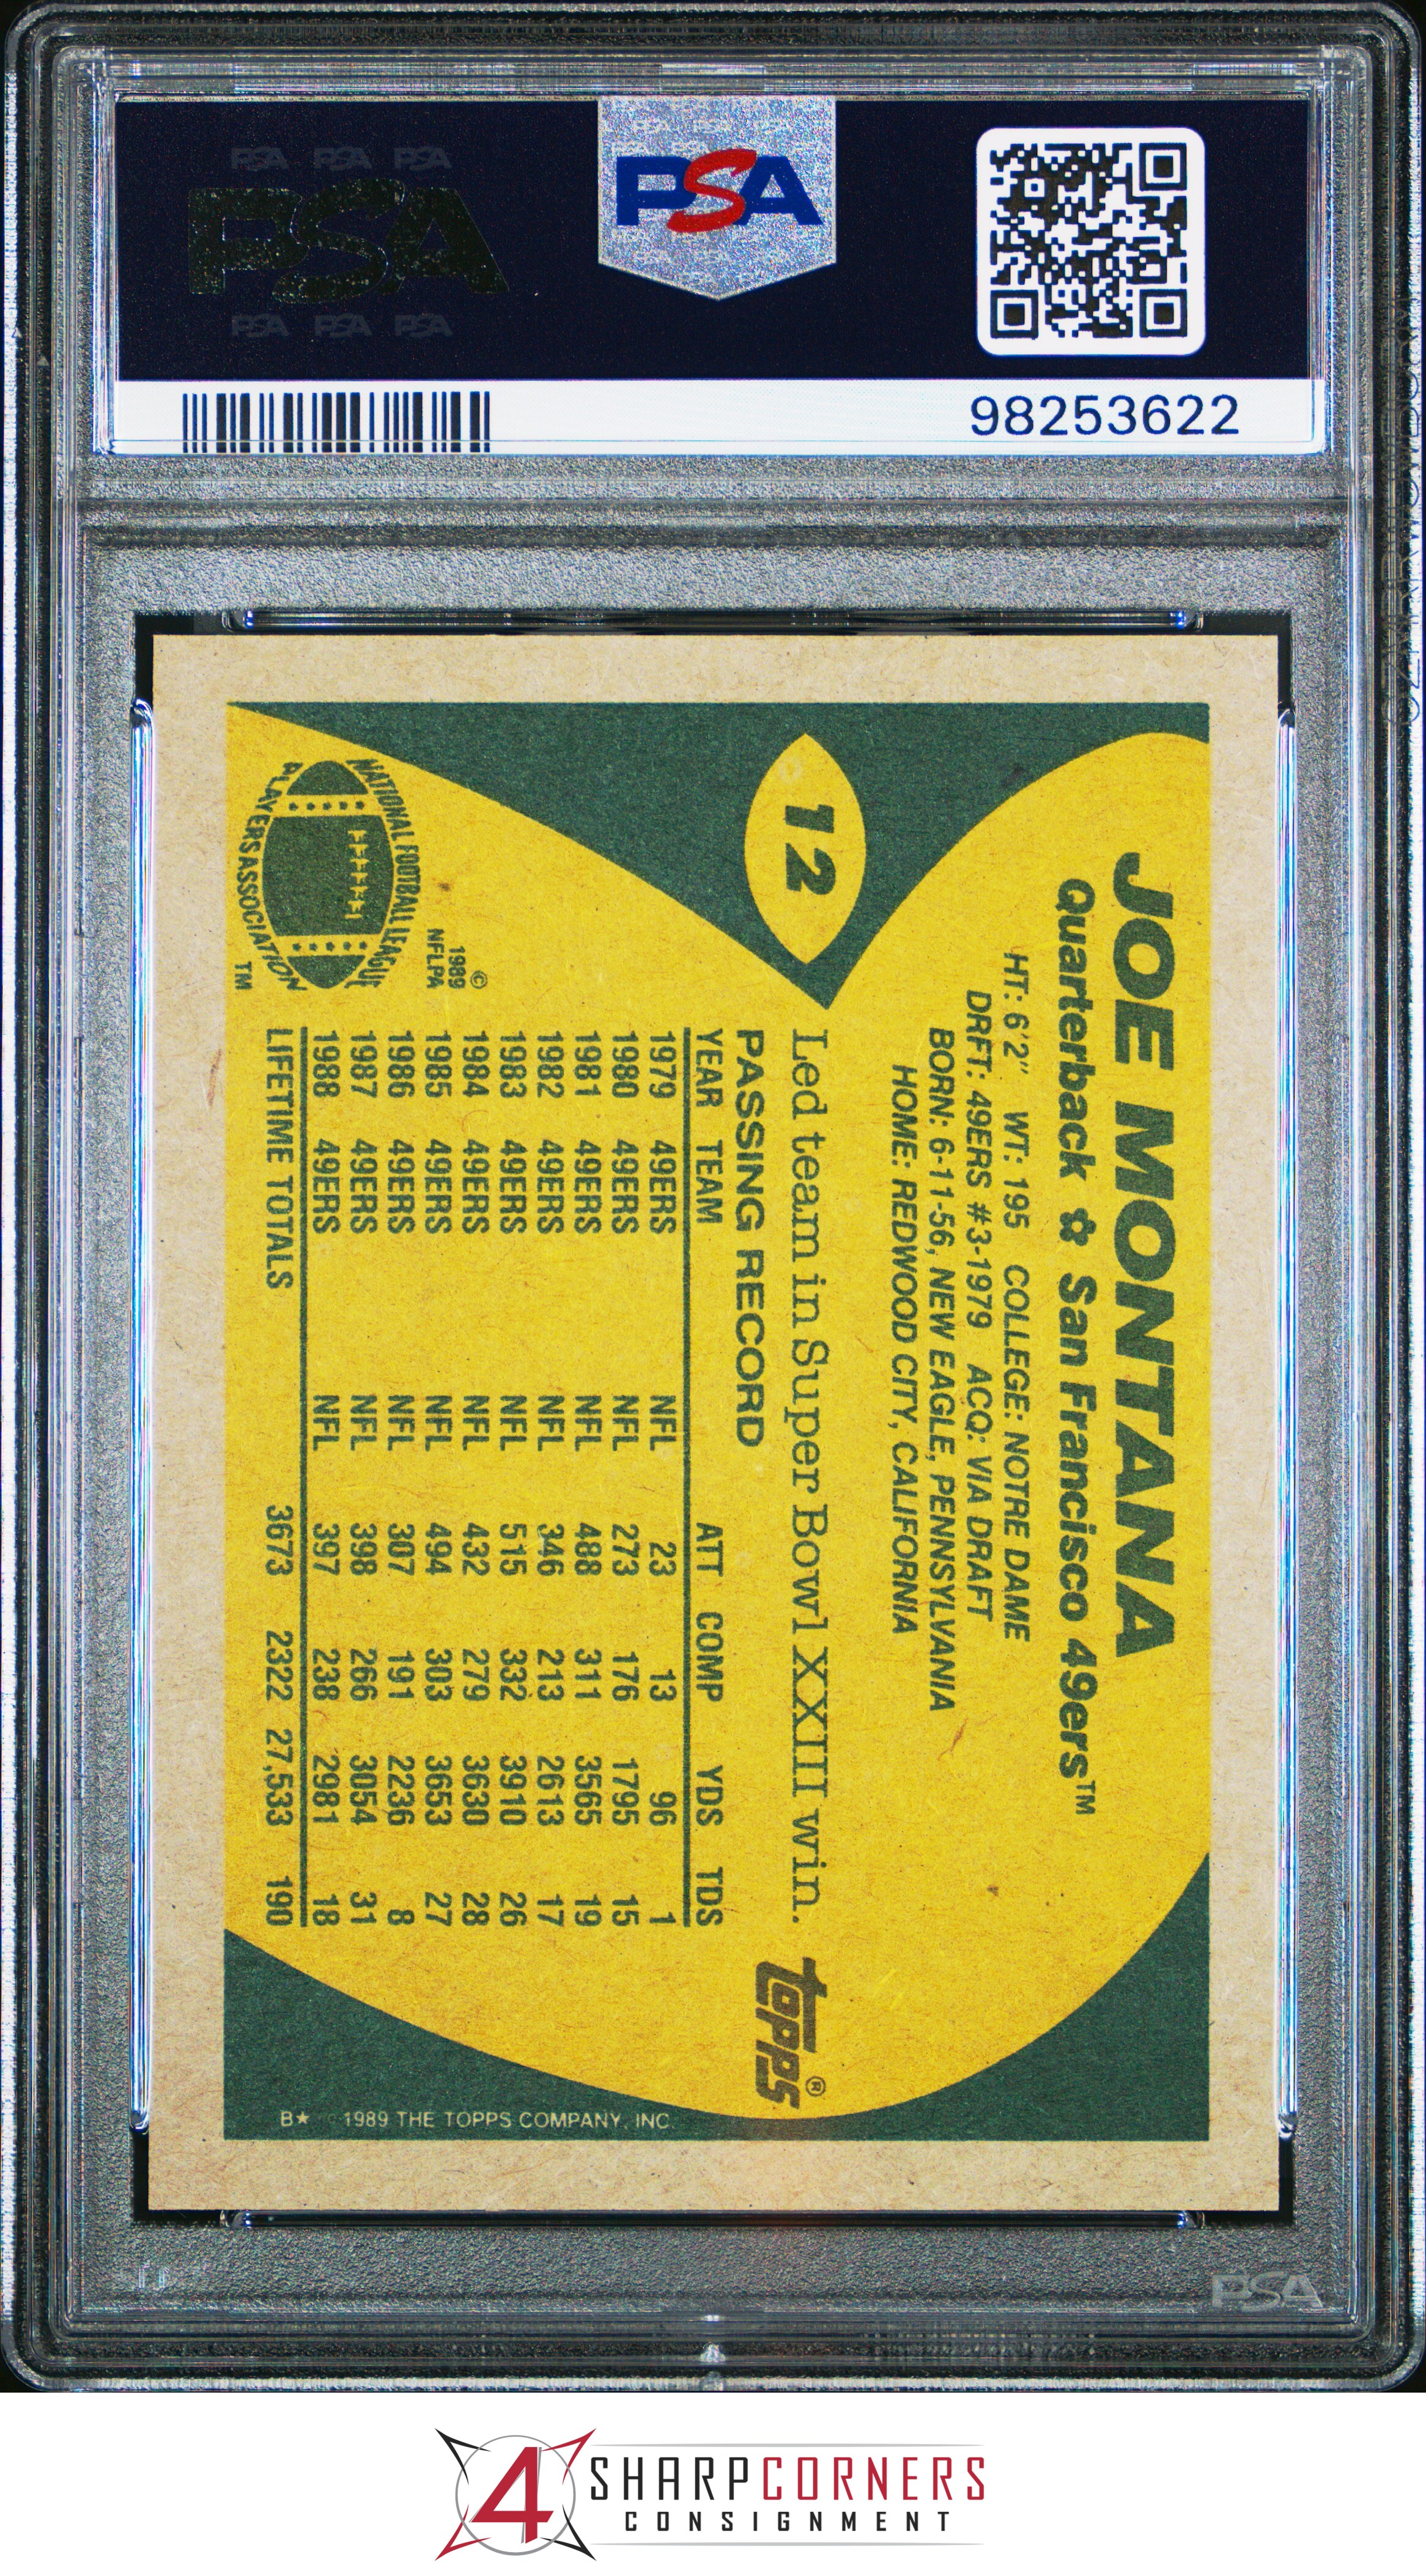 PSA PSA PSA
PSA
PSA PSA PSA
PSA
98253622
12
JOE MONTANA
Quarterback ✿ San Francisco 49ers™
HT: 6'2" WT: 195 COLLEGE: NOTRE DAME
DRFT: 49ERS #3-1979 ACQ: VIA DRAFT
BORN: 6-11-56, NEW EAGLE, PENNSYLVANIA
HOME: REDWOOD CITY, CALIFORNIA
Led team in Super Bowl XXIII win.
PASSING RECORD
YEAR TEAM ATT COMP YDS TDS
1979 49ERS NFL 23 13 96 1
1980 49ERS NFL 273 176 1795 15
1981 49ERS NFL 488 311 3565 19
1982 49ERS NFL 346 213 2613 17
1983 49ERS NFL 515 332 3910 26
1984 49ERS NFL 432 279 3630 28
1985 49ERS NFL 494 303 3653 27
1986 49ERS NFL 307 191 2236 8
1987 49ERS NFL 398 266 3054 31
1988 49ERS NFL 397 238 2981 18
LIFETIME TOTALS 3673 2322 27,533 190
©
1989
NFLPA
NATIONAL FOOTBALL LEAGUE
PLAYERS ASSOCIATION ™
topps®
B★ 1989 THE TOPPS COMPANY, INC.
PSA
4 SHARPCORNERS
CONSIGNMENT